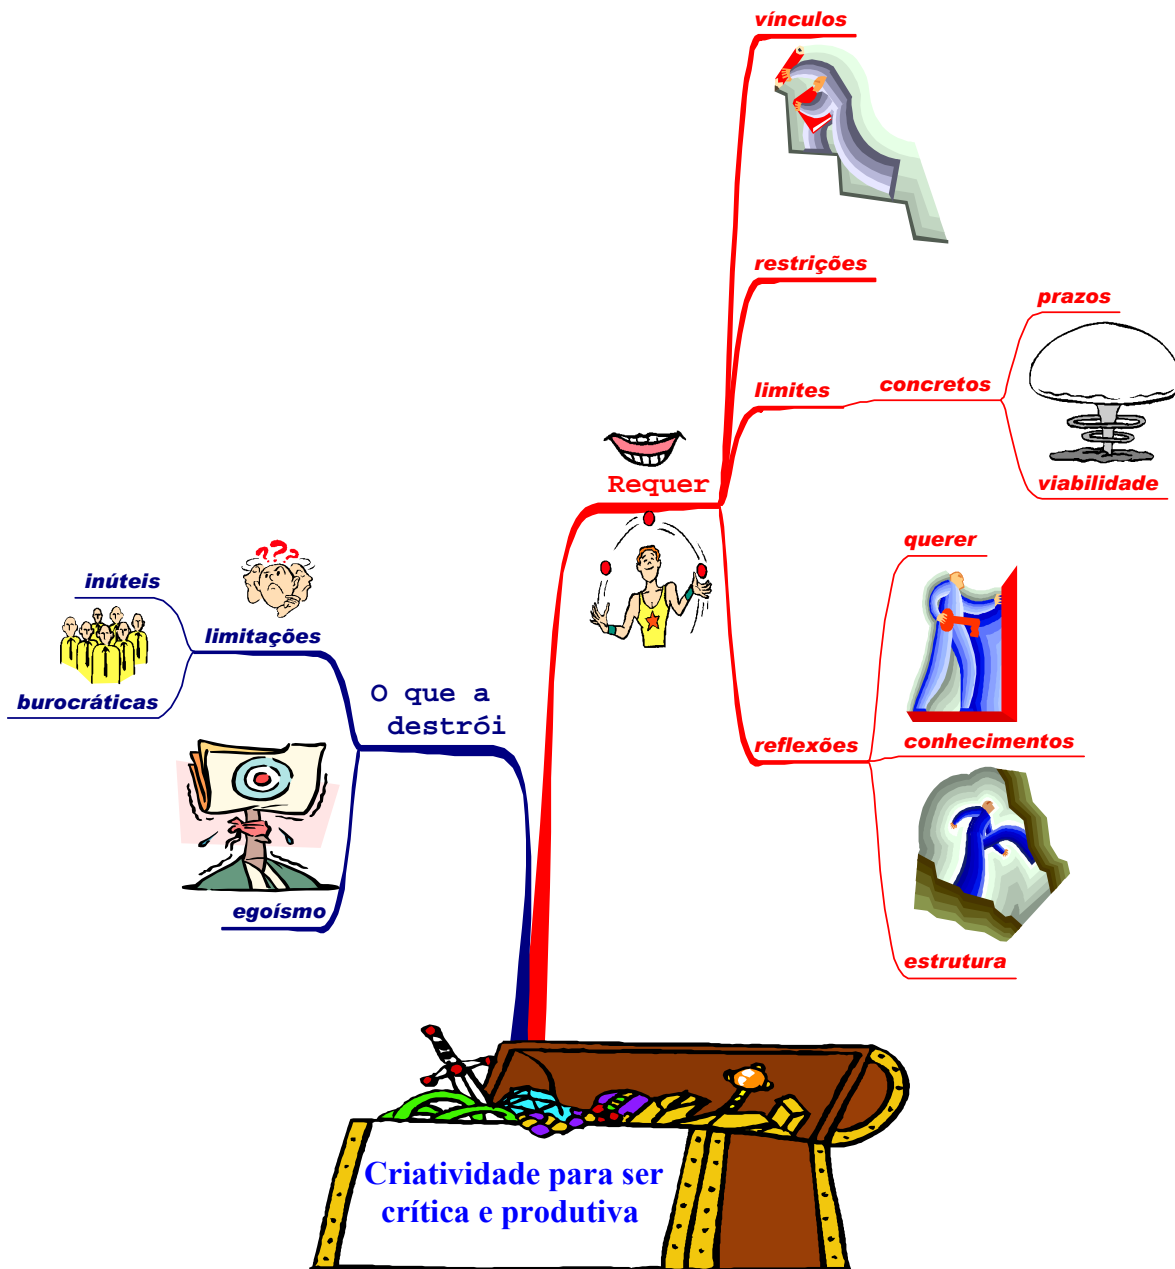 vínculos
restrições
prazos
limites
concretos
Requer
viabilidade
querer
inúteis
limitações
burocráticas
O que a
destrói
reflexões
conhecimentos
egoísmo
estrutura
???
Criatividade para ser
crítica e produtiva